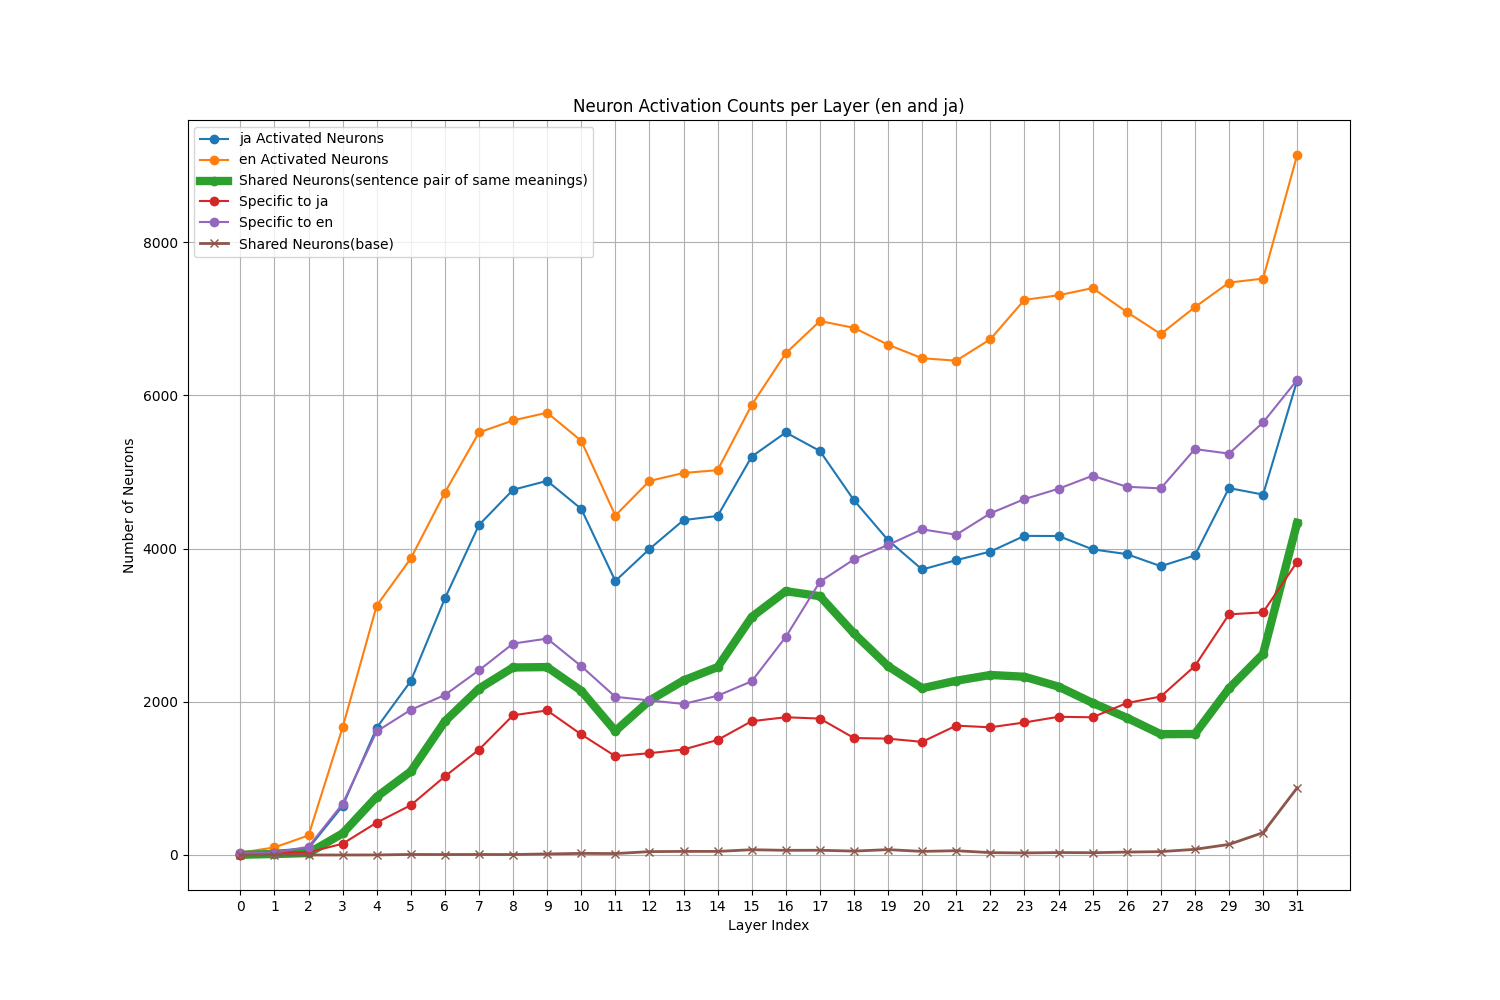 Neuron Activation Counts per Layer (en and ja)
ja Activated Neurons
en Activated Neurons
Shared Neurons(sentence pair of same meanings)
Specific to ja
Specific to en
Shared Neurons(base)
8000
6000
4000
2000
0
Number of Neurons
0 1 2 3 4 5 6 7 8 9 10 11 12 13 14 15 16 17 18 19 20 21 22 23 24 25 26 27 28 29 30 31
Layer Index